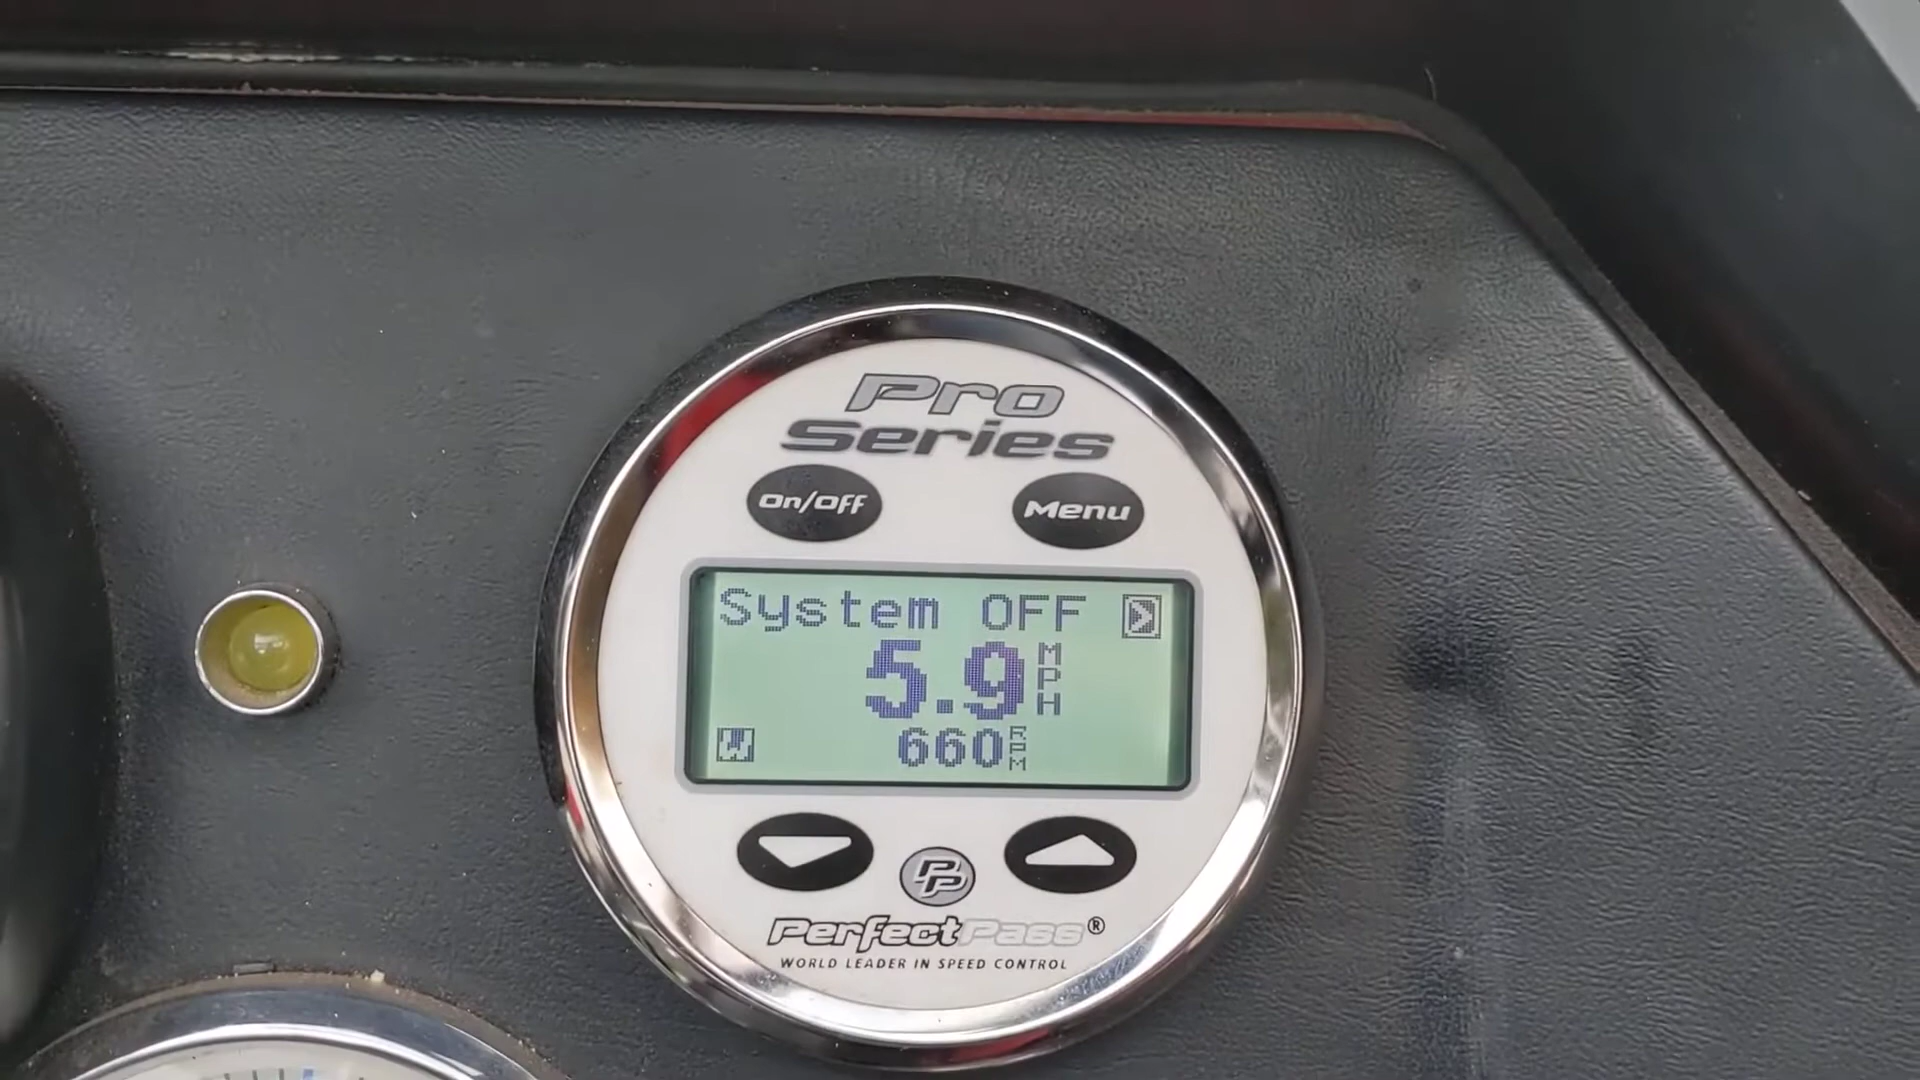 Pro
Series
On/Off
Menu
System OFF
5.9 MPH
660 RPM
PP
PerfectPass®
WORLD LEADER IN SPEED CONTROL